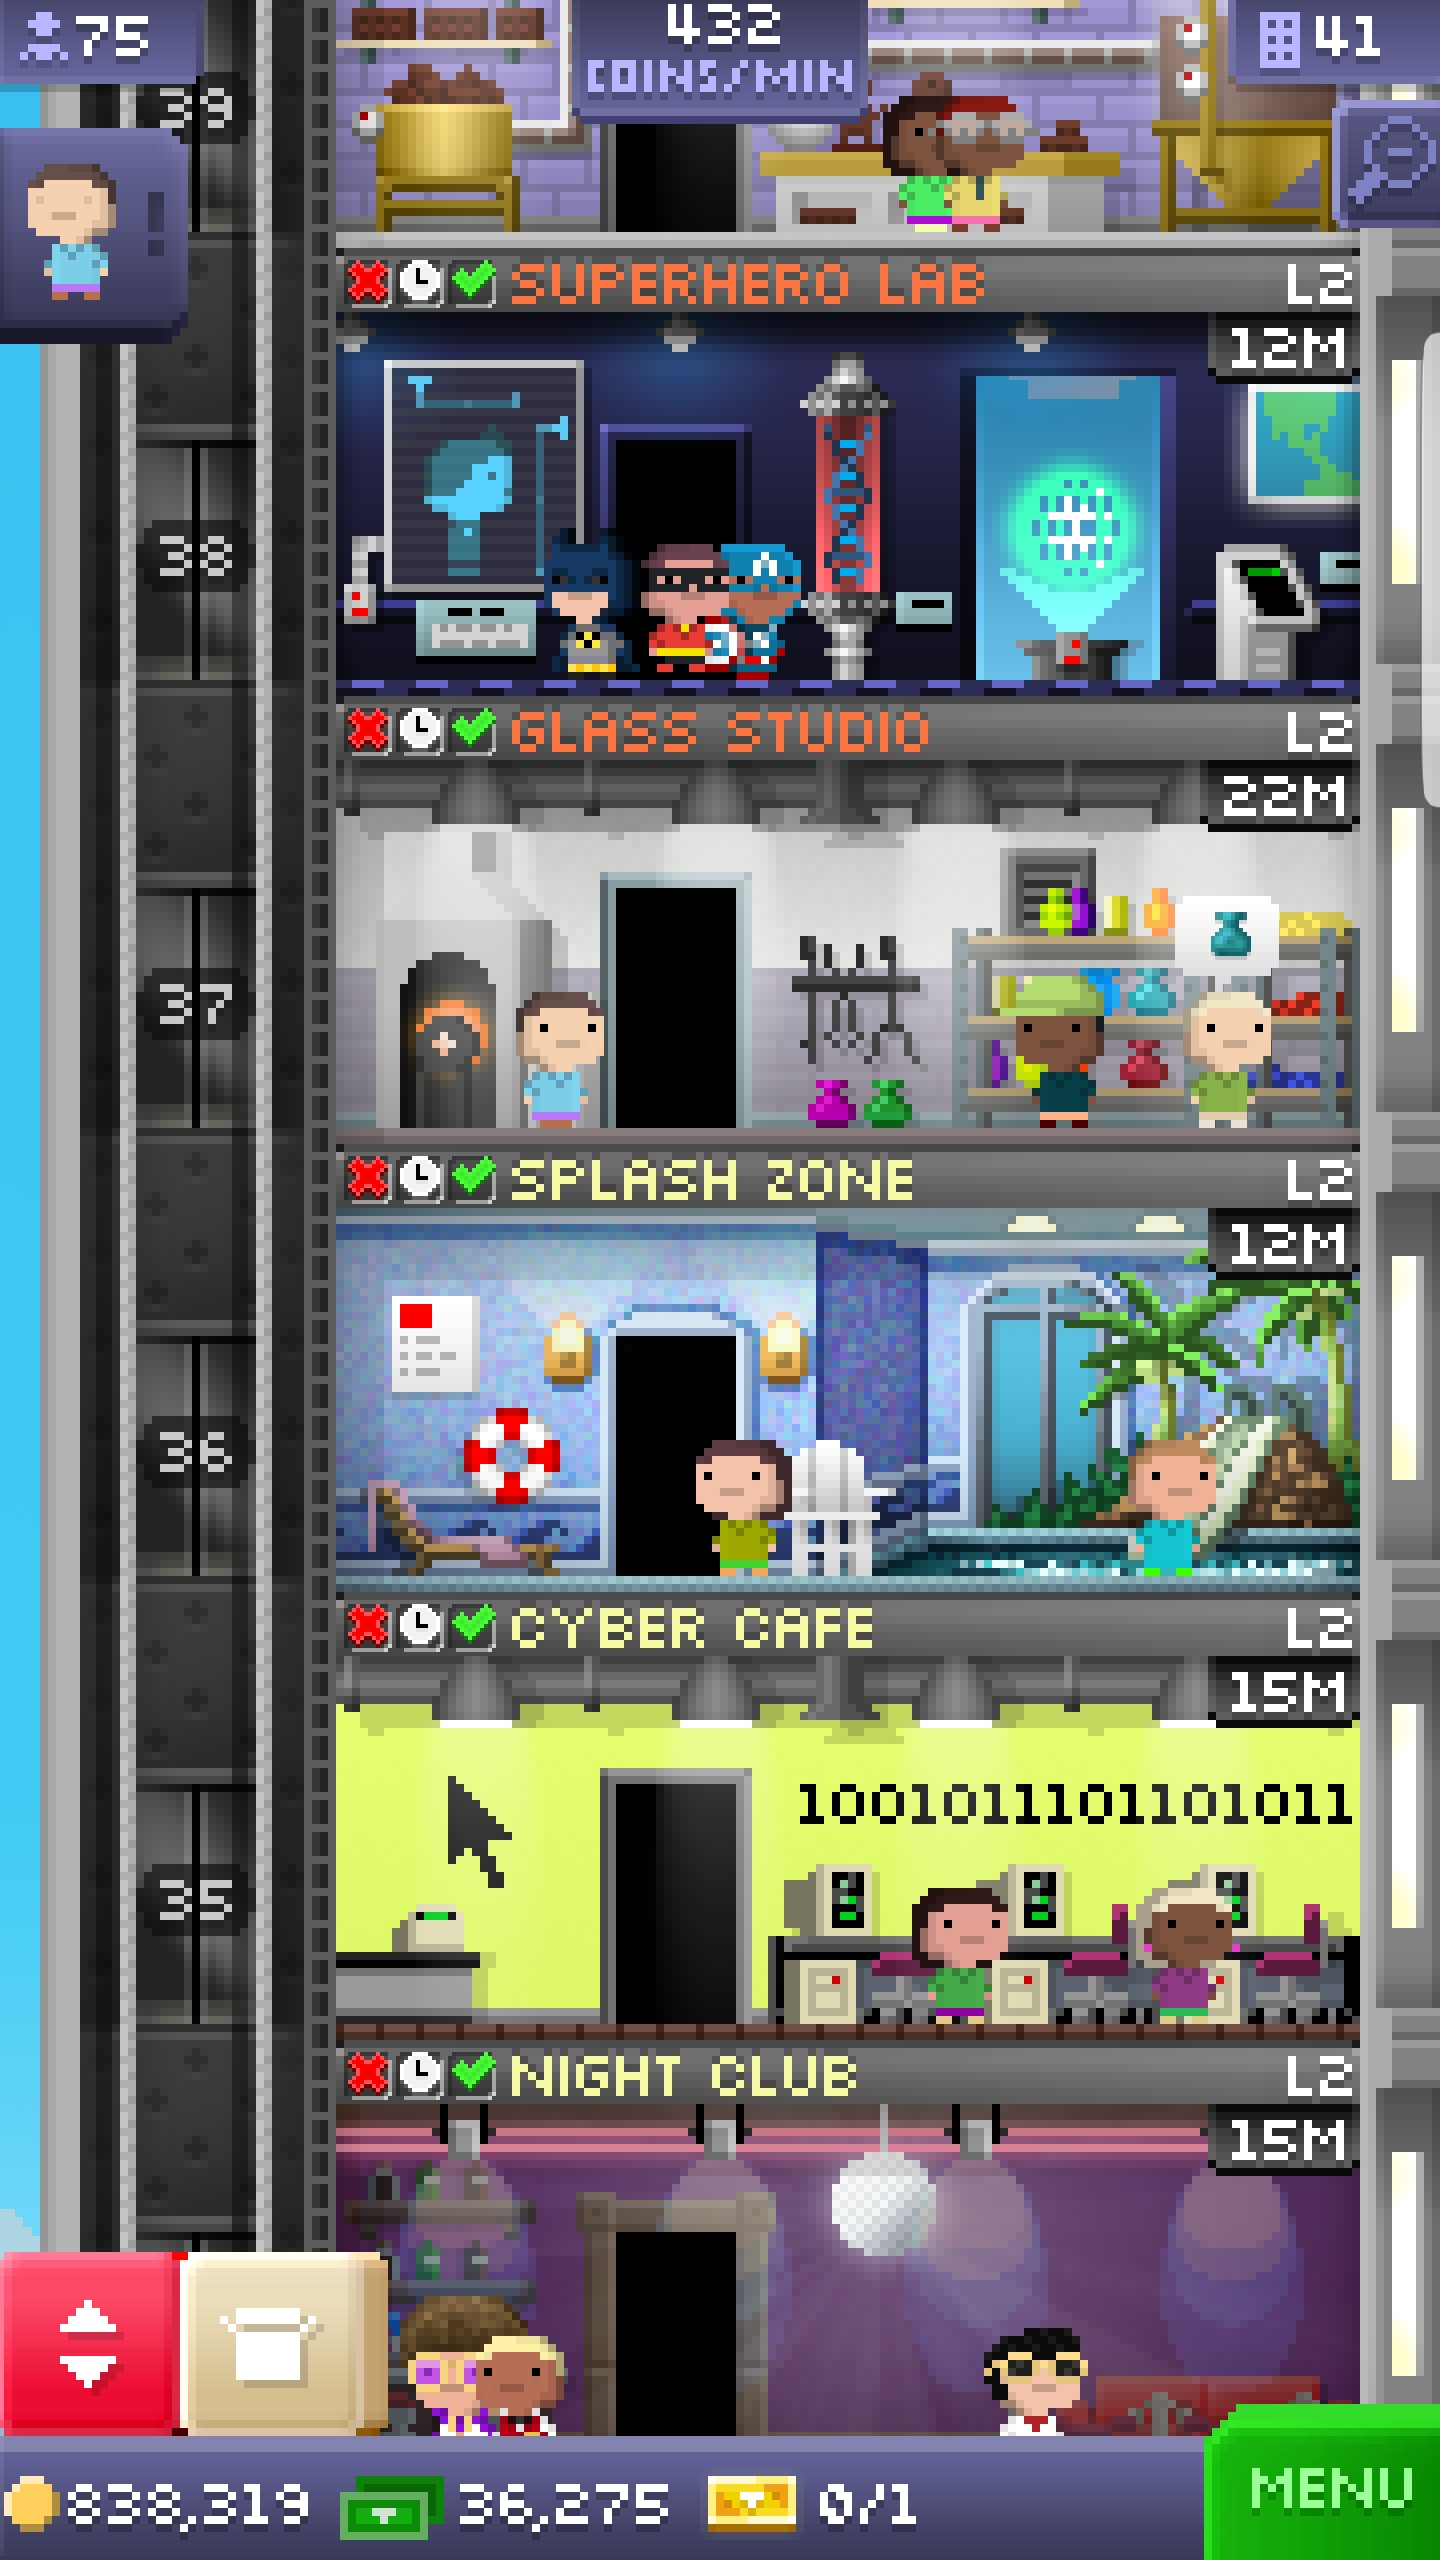 75
432
COINS/MIN
41
39
!
SUPERHERO LAB
L2
12M
38
GLASS STUDIO
L2
22M
37
SPLASH ZONE
L2
12M
36
CYBER CAFE
L2
15M
1001011101101011
35
NIGHT CLUB
L2
15M
838,319
36,275
0/1
MENU